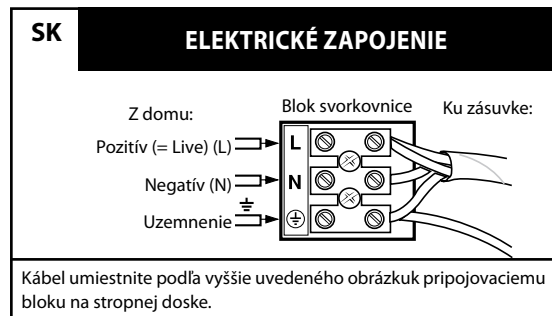 SK
ELEKTRICKÉ ZAPOJENIE
Z domu:
Blok svorkovnice
Ku zásuvke:
Pozitív (= Live) (L)
L
Negatív (N)
N
Uzemnenie
Kábel umiestnite podľa vyššie uvedeného obrázkuk pripojovaciemu
bloku na stropnej doske.